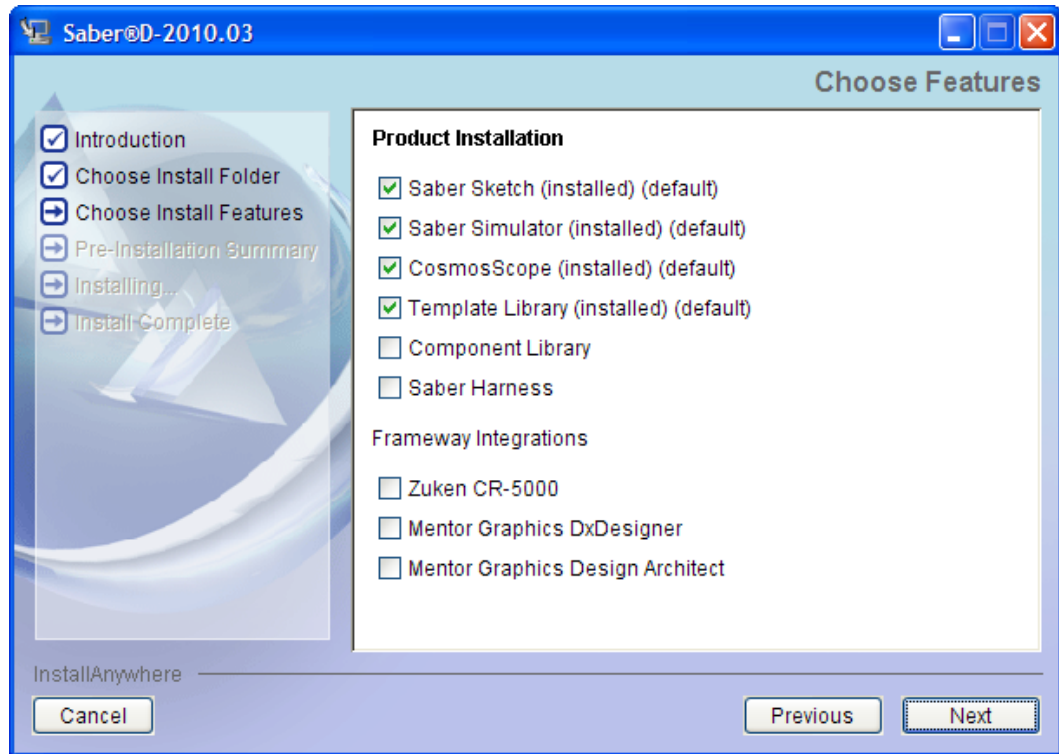 Saber®D-2010.03
Choose Features
Introduction
Choose Install Folder
Choose Install Features
Pre-Installation Summary
Installing...
Install Complete
Product Installation
Saber Sketch (installed) (default)
Saber Simulator (installed) (default)
CosmosScope (installed) (default)
Template Library (installed) (default)
Component Library
Saber Harness
Frameway Integrations
Zuken CR-5000
Mentor Graphics DxDesigner
Mentor Graphics Design Architect
InstallAnywhere
Cancel
Previous
Next